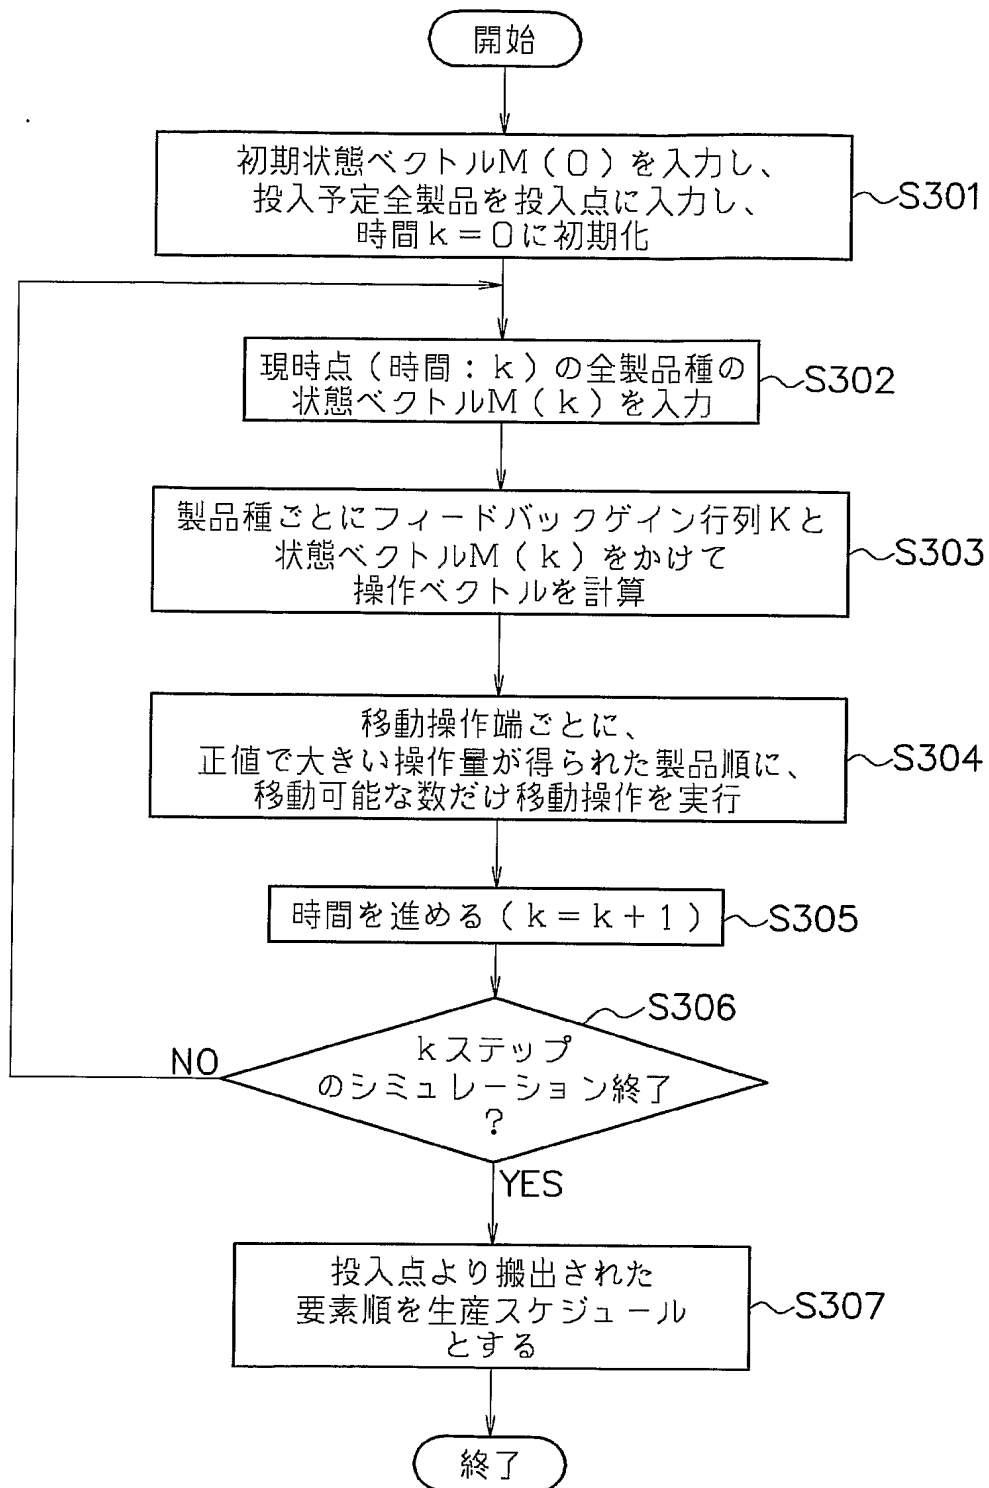 開始
初期状態ベクトルM(0)を入力し、
投入予定全製品を投入点に入力し、
時間k=0に初期化
S301
現時点(時間:k)の全製品種の
状態ベクトルM(k)を入力
S302
製品種ごとにフィードバックゲイン行列Kと
状態ベクトルM(k)をかけて
操作ベクトルを計算
S303
移動操作端ごとに、
正値で大きい操作量が得られた製品順に、
移動可能な数だけ移動操作を実行
S304
時間を進める(k=k+1)
S305
S306
kステップ
のシミュレーション終了
?
NO
YES
投入点より搬出された
要素順を生産スケジュール
とする
S307
終了